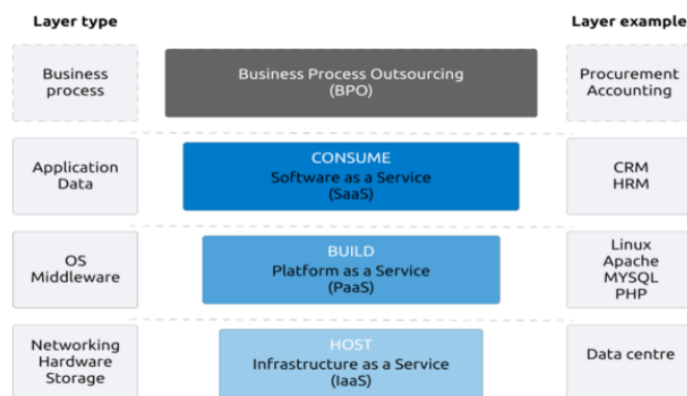 Layer type
Layer example
Business
process
Business Process Outsourcing
(BPO)
Procurement
Accounting
Application
Data
CONSUME
Software as a Service
(SaaS)
CRM
HRM
OS
Middleware
BUILD
Platform as a Service
(PaaS)
Linux
Apache
MYSQL
PHP
Networking
Hardware
Storage
HOST
Infrastructure as a Service
(IaaS)
Data centre